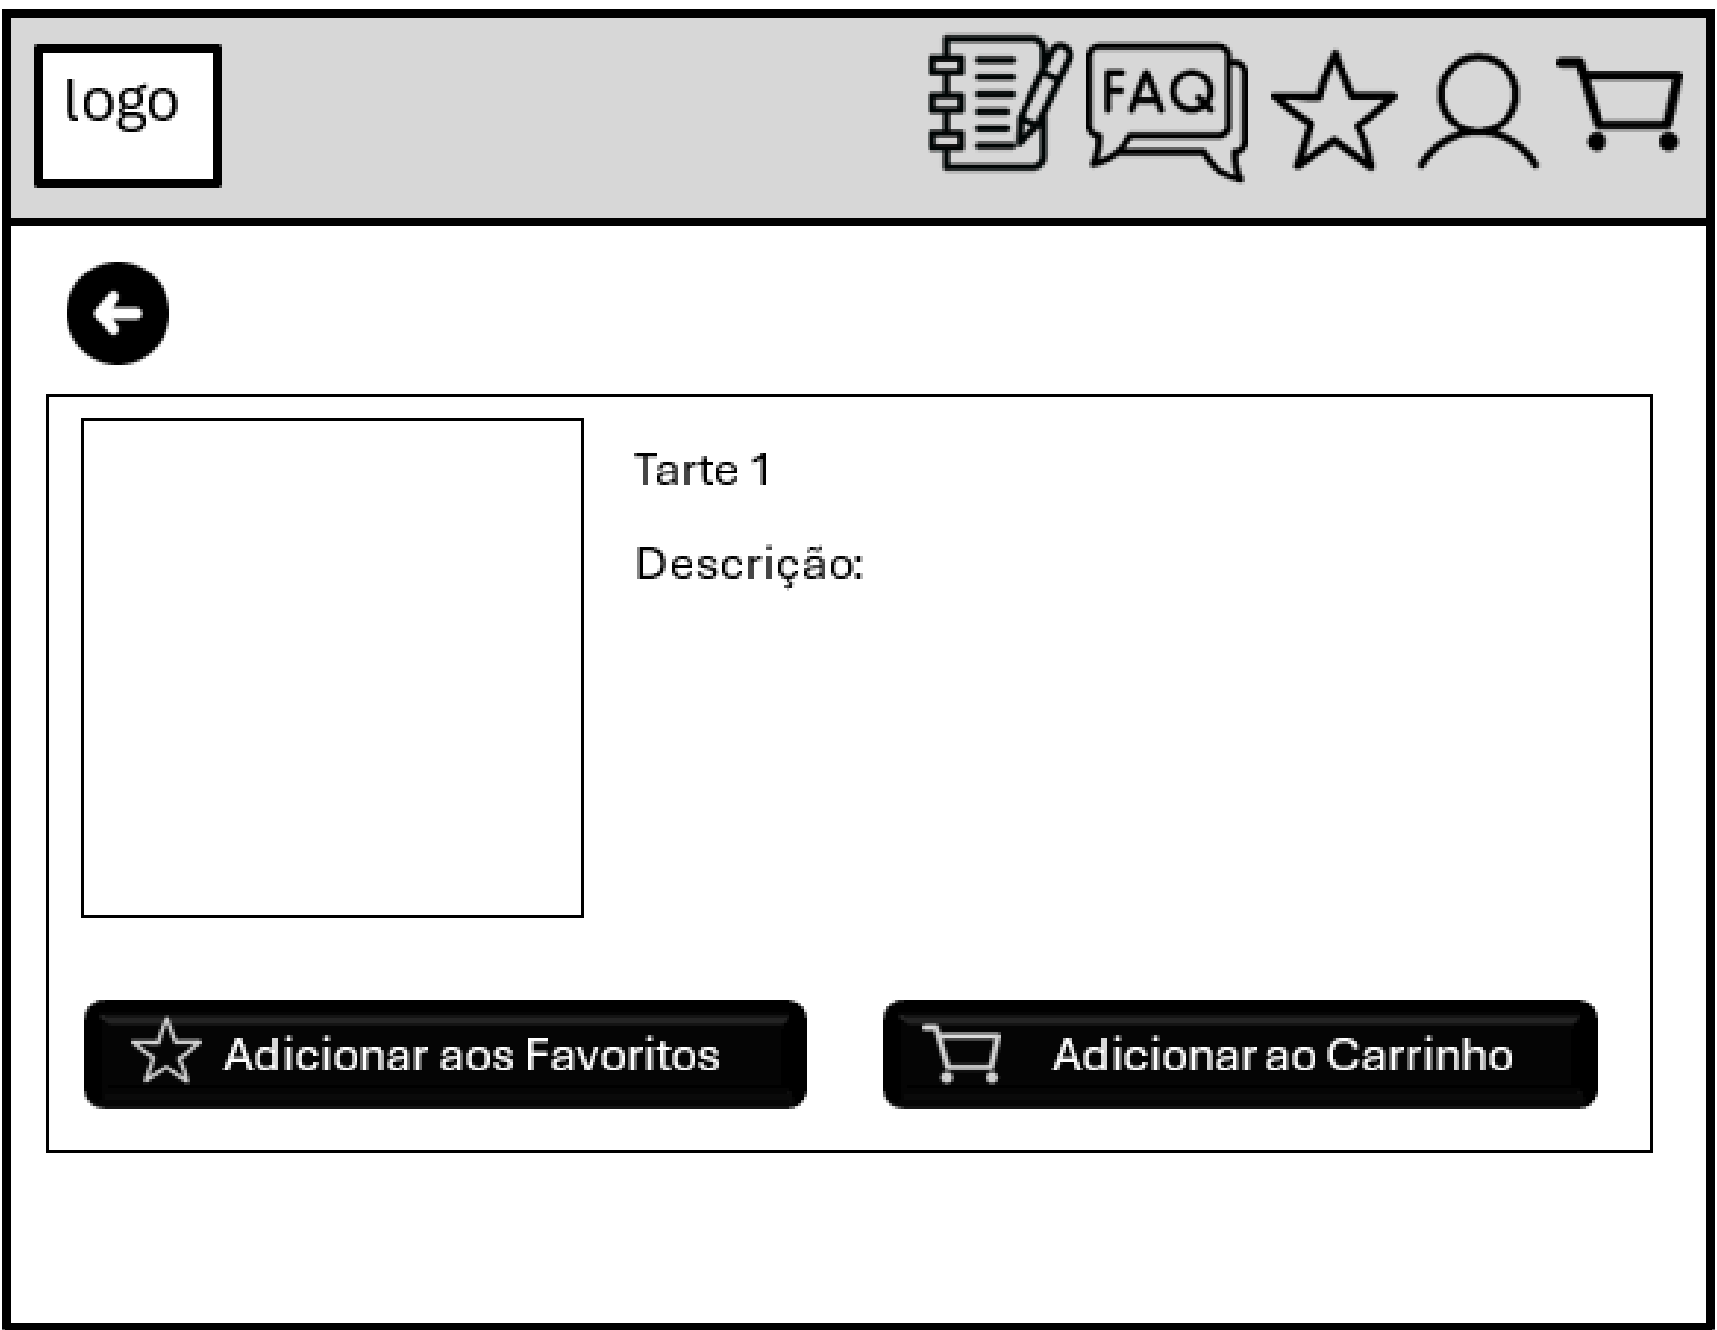 logo
FAQ
Tarte 1
Descrição:
Adicionar aos Favoritos
Adicionar ao Carrinho